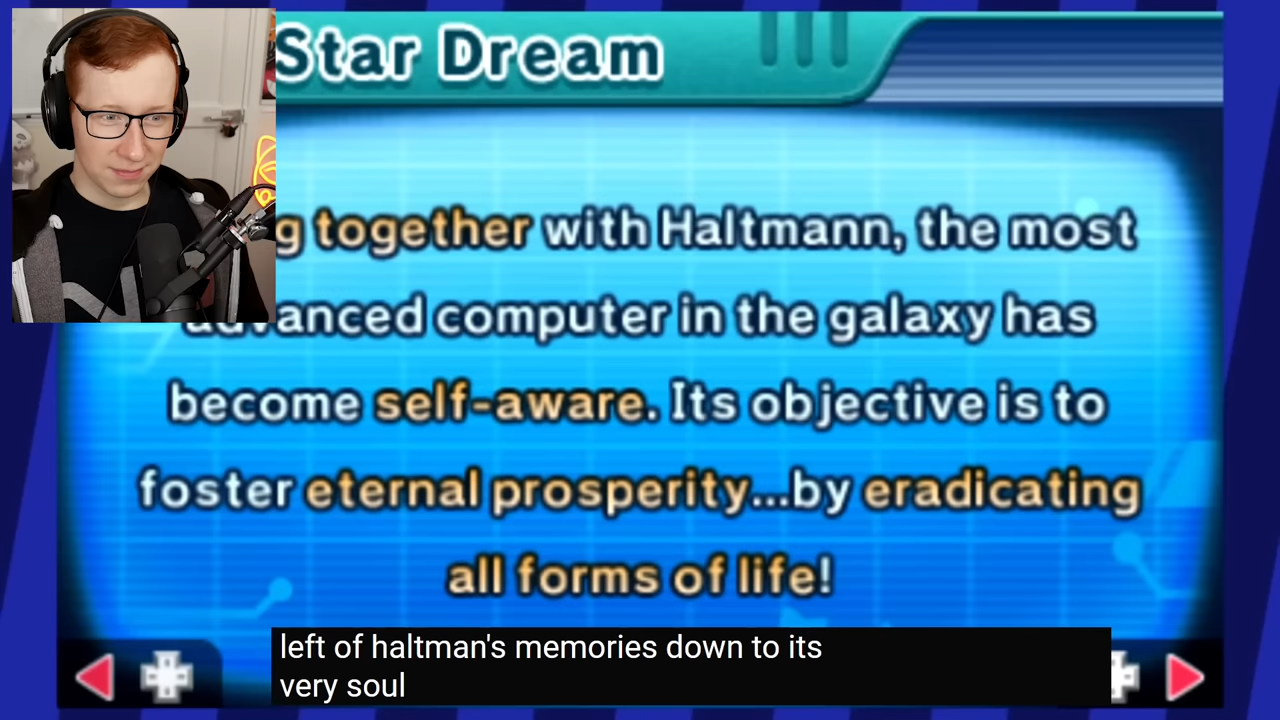 Star Dream
together with Haltmann, the most
advanced computer in the galaxy has
become self-aware. Its objective is to
foster eternal prosperity...by eradicating
all forms of life!
left of haltman's memories down to its
very soul